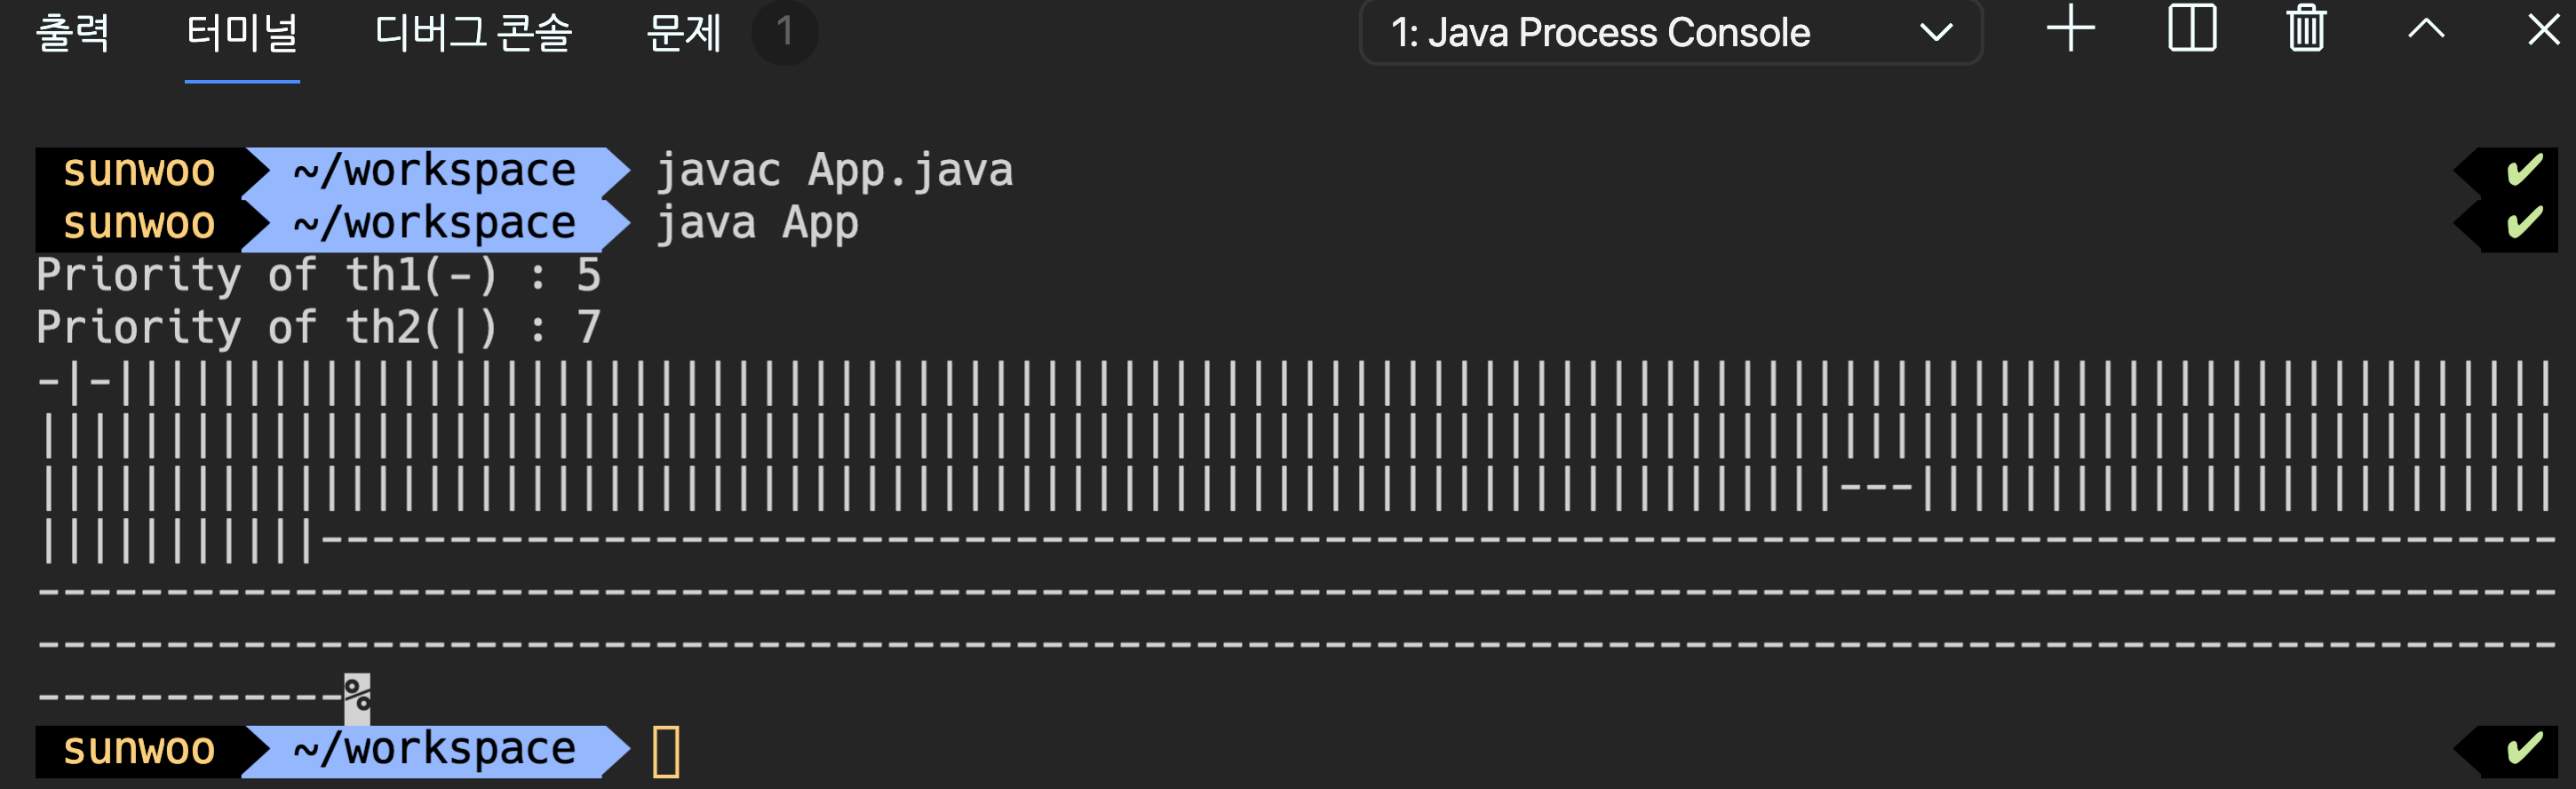 출력 터미널 디버그 콘솔 문제 1 1: Java Process Console
sunwoo ~/workspace javac App.java ✔
sunwoo ~/workspace java App ✔
Priority of th1(-) : 5
Priority of th2(|) : 7
-|-|||||||||||||||||||||||||||||||||||||||||||||||||||||||||||||||||||||||||||||||||||||||||||||||
||||||||||||||||||||||||||||||||||||||||||||||||||||||||||||||||||||||||||||||||||||||||||||||||||
||||||||||||||||||||||||||||||||||||||||||||||||||||||||||||||||||||||---|||||||||||||||||||||||||
|||||||||||---------------------------------------------------------------------------------------
--------------------------------------------------------------------------------------------------
--------------------------------------------------------------------------------------------------
------------%
sunwoo ~/workspace ✔